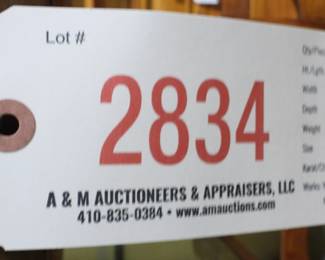 Lot #
2834
A & M AUCTIONEERS & APPRAISERS, LLC
410-835-0384 • www.amauctions.com
Width
Depth
Weight
Size